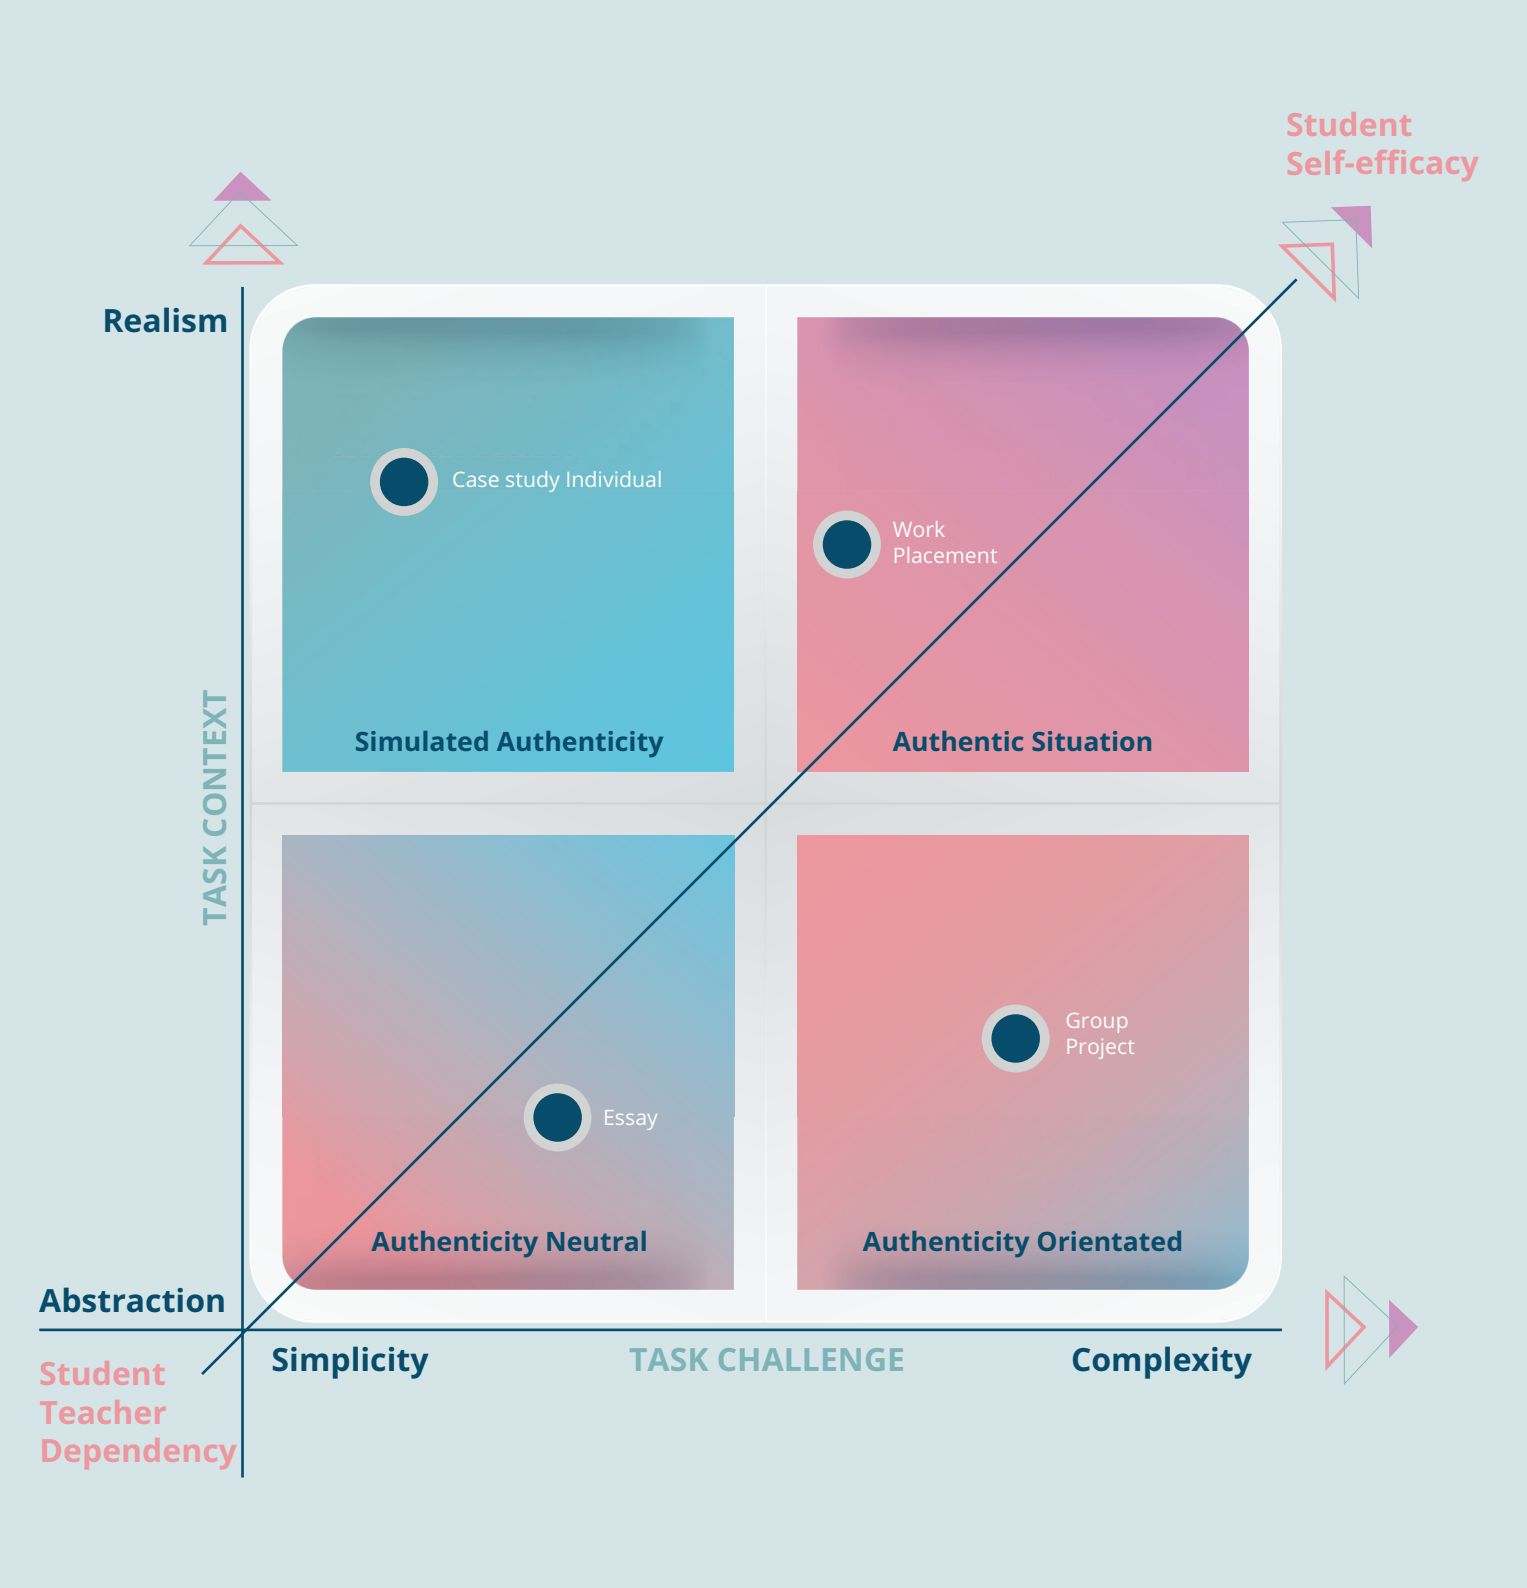 Student
Self-efficacy
Realism
Case study Individual
Work
Placement
Simulated Authenticity
Authentic Situation
TASK CONTEXT
Group
Project
Essay
Authenticity Neutral
Authenticity Orientated
Abstraction
Simplicity
TASK CHALLENGE
Complexity
Student
Teacher
Dependency